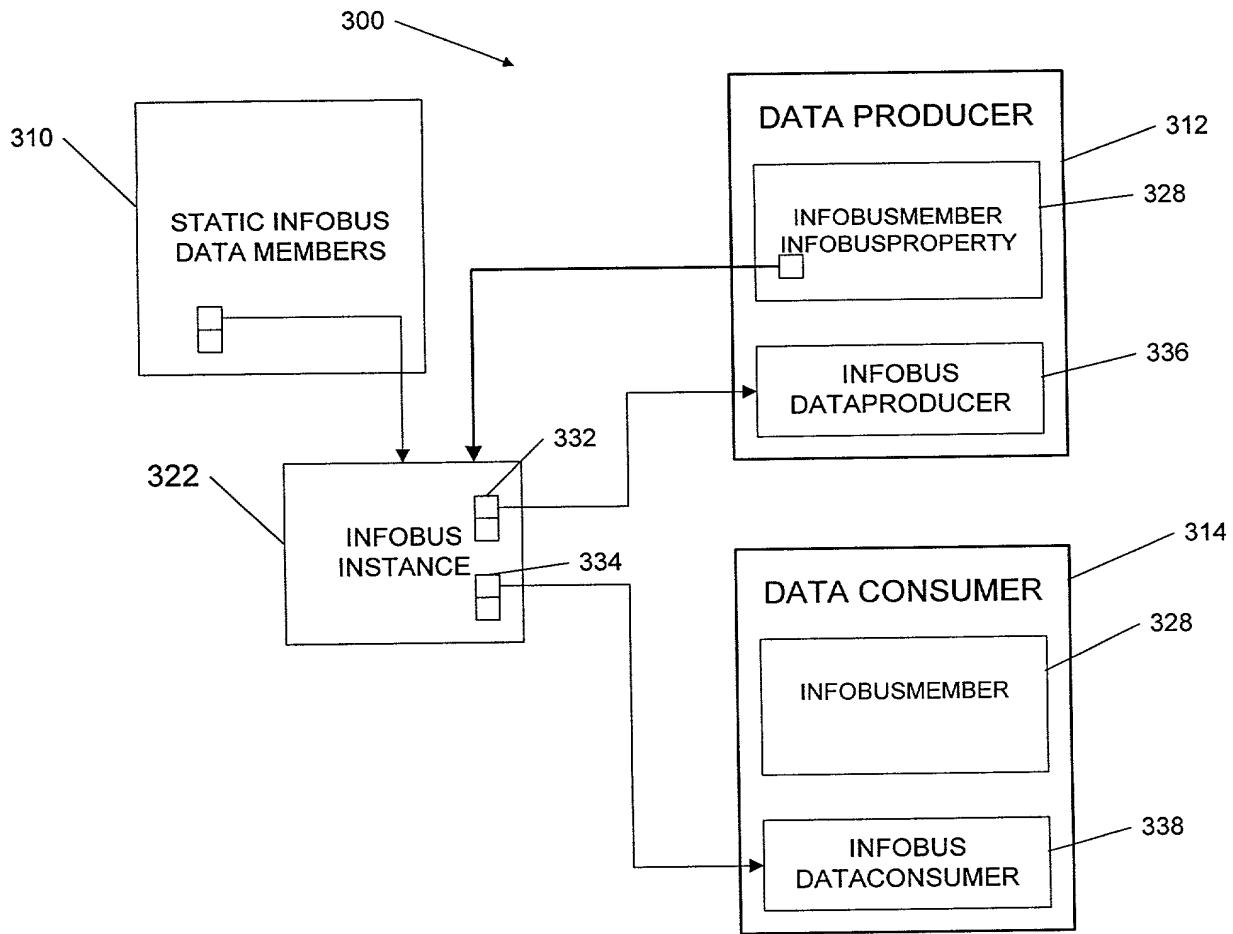 300
310
STATIC INFOBUS
DATA MEMBERS
DATA PRODUCER
312
INFOBUSMEMBER
INFOBUSPROPERTY
328
INFOBUS
DATAPRODUCER
336
322
INFOBUS
INSTANCE
332
334
DATA CONSUMER
314
INFOBUSMEMBER
328
INFOBUS
DATACONSUMER
338